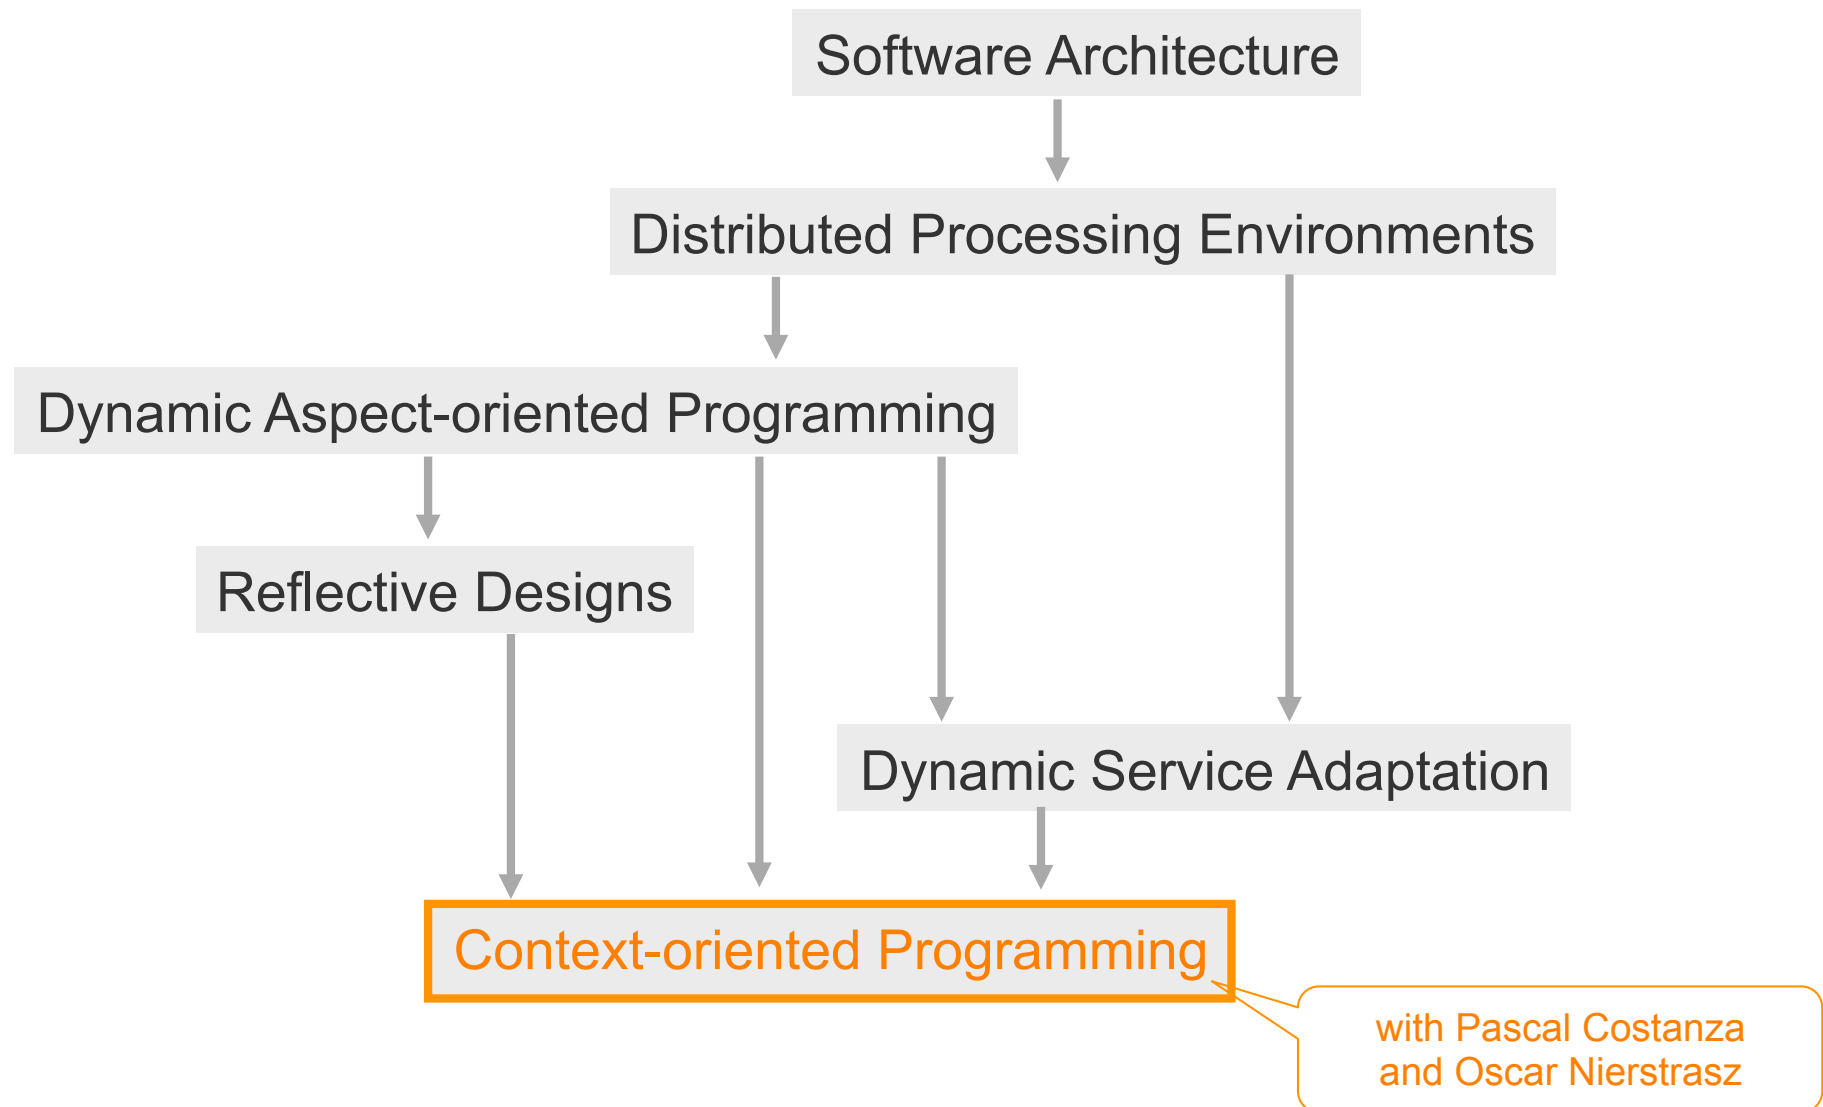 Software Architecture
Distributed Processing Environments
Dynamic Aspect-oriented Programming
Reflective Designs
Dynamic Service Adaptation
Context-oriented Programming
with Pascal Costanza
and Oscar Nierstrasz